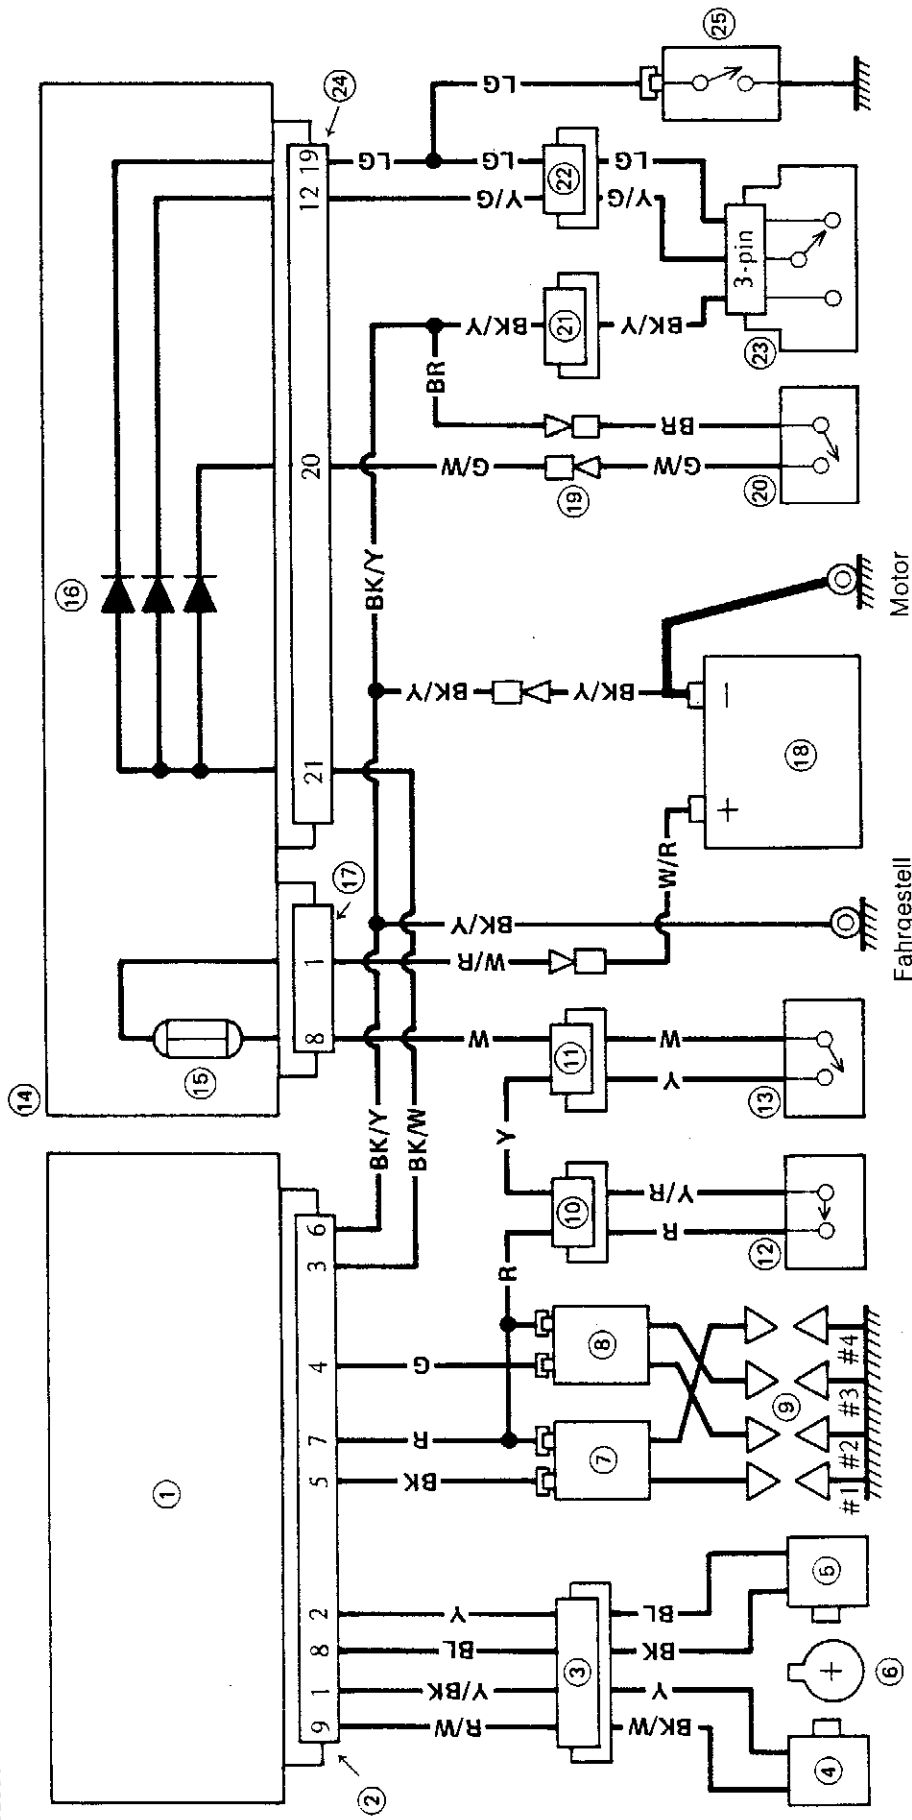 ⑭
⑯
①
⑮
9 1 8 2 5 7 4 3 6
8 1
21 20 12 19
②
⑰
㉔
BK/Y
BK/Y
BK/W
BR
R/W Y/BK BL Y BK R G W W/R BK/Y BK/Y G/W BK/Y Y/G LG LG
R Y
③ ⑦ ⑧ ⑩ ⑪ ⑲ ㉑ ㉒
BK/W Y BK BL R Y/R Y W BK/Y G/W BR BK/Y Y/G LG
W/R
㉕
+ −
3-pin
⑫ ⑬ ⑳ ㉓
⑨
⑱
④ ⑤
#1 #2 #3 #4
+
⑥
Fahrgestell
Motor